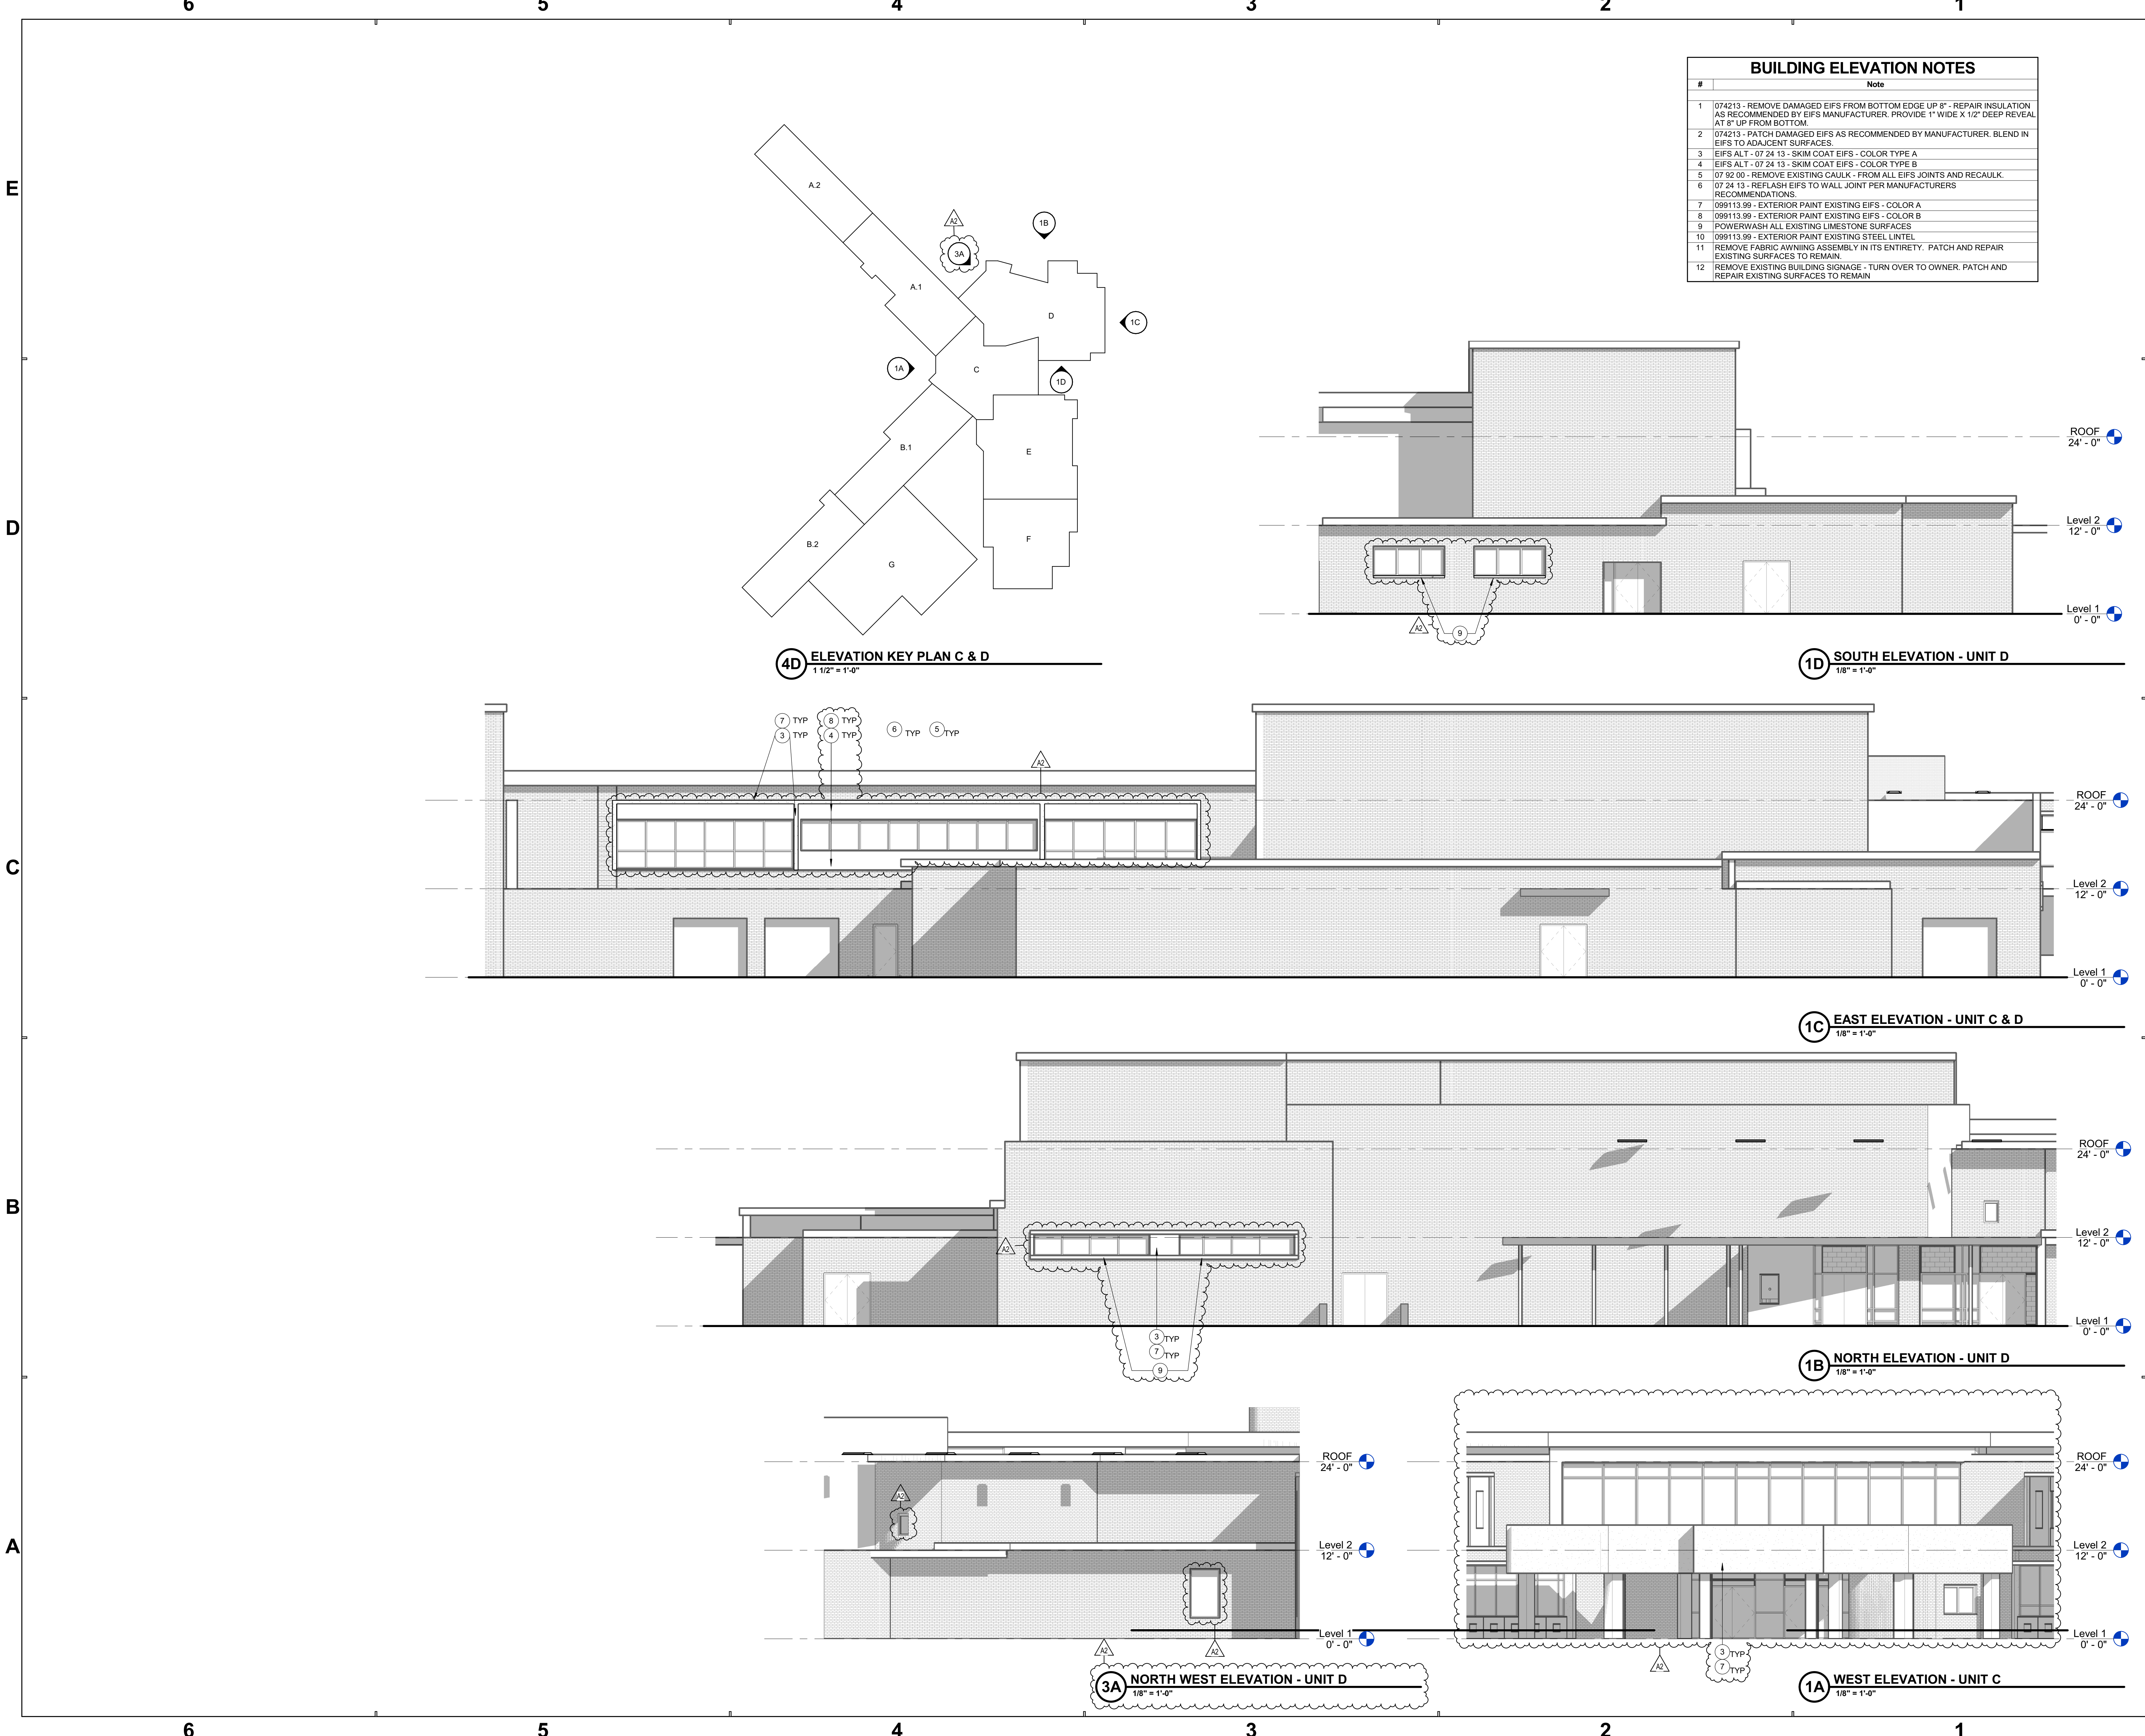 6 5 4 3 2 1
BUILDING ELEVATION NOTES
# Note
1 074213 - REMOVE DAMAGED EIFS FROM BOTTOM EDGE UP 8" - REPAIR INSULATION
AS RECOMMENDED BY EIFS MANUFACTURER. PROVIDE 1" WIDE X 1/2" DEEP REVEAL
AT 8" UP FROM BOTTOM.
2 074213 - PATCH DAMAGED EIFS AS RECOMMENDED BY MANUFACTURER. BLEND IN
EIFS TO ADAJCENT SURFACES.
3 EIFS ALT - 07 24 13 - SKIM COAT EIFS - COLOR TYPE A
4 EIFS ALT - 07 24 13 - SKIM COAT EIFS - COLOR TYPE B
5 07 92 00 - REMOVE EXISTING CAULK - FROM ALL EIFS JOINTS AND RECAULK.
6 07 24 13 - REFLASH EIFS TO WALL JOINT PER MANUFACTURERS
RECOMMENDATIONS.
7 099113.99 - EXTERIOR PAINT EXISTING EIFS - COLOR A
8 099113.99 - EXTERIOR PAINT EXISTING EIFS - COLOR B
9 POWERWASH ALL EXISTING LIMESTONE SURFACES
10 099113.99 - EXTERIOR PAINT EXISTING STEEL LINTEL
11 REMOVE FABRIC AWNIING ASSEMBLY IN ITS ENTIRETY. PATCH AND REPAIR
EXISTING SURFACES TO REMAIN.
12 REMOVE EXISTING BUILDING SIGNAGE - TURN OVER TO OWNER. PATCH AND
REPAIR EXISTING SURFACES TO REMAIN
E
A.2
A2
1B
3A
A.1
D
1C
1A
C
1D
B.1
E
B.2
F
G
4D ELEVATION KEY PLAN C & D
1 1/2" = 1'-0"
D
ROOF
24' - 0"
Level 2
12' - 0"
Level 1
0' - 0"
A2
9
1D SOUTH ELEVATION - UNIT D
1/8" = 1'-0"
C
7 TYP 8 TYP
3 TYP 4 TYP
6 TYP 5 TYP
A2
ROOF
24' - 0"
Level 2
12' - 0"
Level 1
0' - 0"
1C EAST ELEVATION - UNIT C & D
1/8" = 1'-0"
B
ROOF
24' - 0"
A2
Level 2
12' - 0"
Level 1
0' - 0"
3 TYP
7 TYP
9
1B NORTH ELEVATION - UNIT D
1/8" = 1'-0"
A
ROOF
24' - 0"
A2
Level 2
12' - 0"
Level 1
0' - 0"
A2
A2
3A NORTH WEST ELEVATION - UNIT D
1/8" = 1'-0"
ROOF
24' - 0"
Level 2
12' - 0"
Level 1
0' - 0"
A2
3 TYP
7 TYP
1A WEST ELEVATION - UNIT C
1/8" = 1'-0"
6 5 4 3 2 1